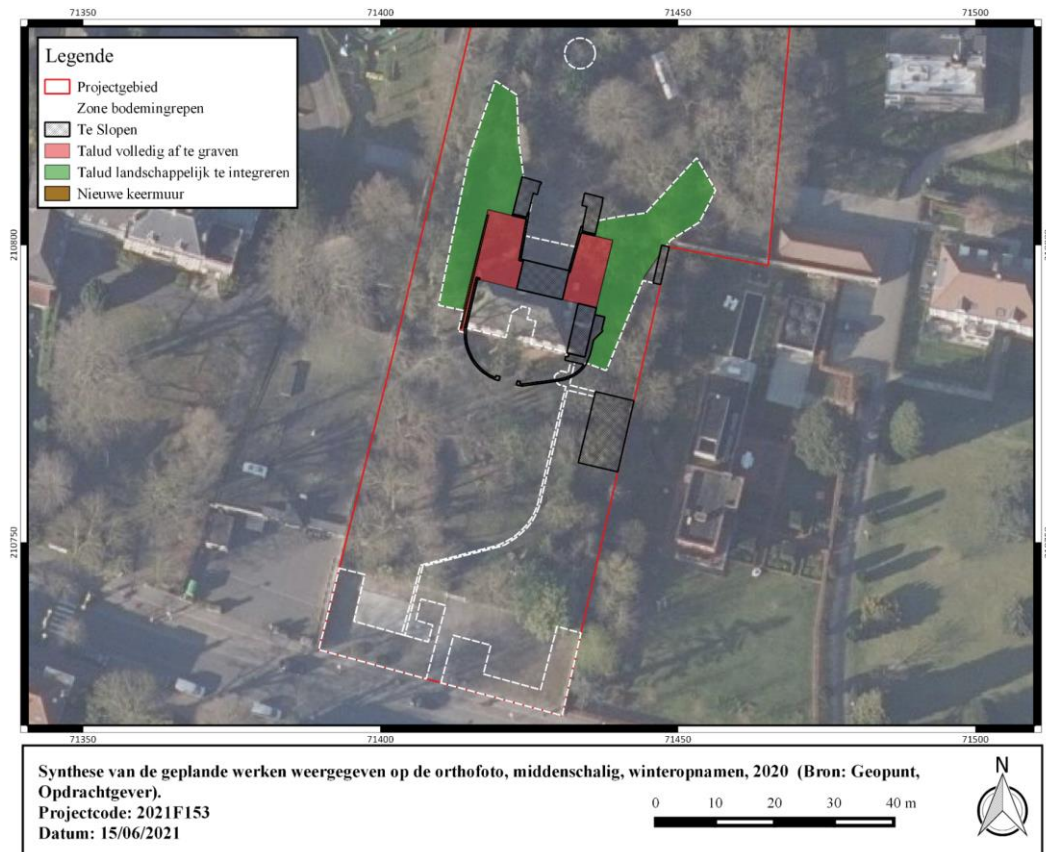 71350
71400
71450
71500
Legende
Projectgebied
Zone bodemingrepen
Te Slopen
Talud volledig af te graven
Talud landschappelijk te integreren
Nieuwe keermuur
210800
210750
71350
71400
71450
71500
Synthese van de geplande werken weergegeven op de orthofoto, middenschalig, winteropnamen, 2020 (Bron: Geopunt,
Opdrachtgever).
Projectcode: 2021F153
Datum: 15/06/2021
0 10 20 30 40 m
N